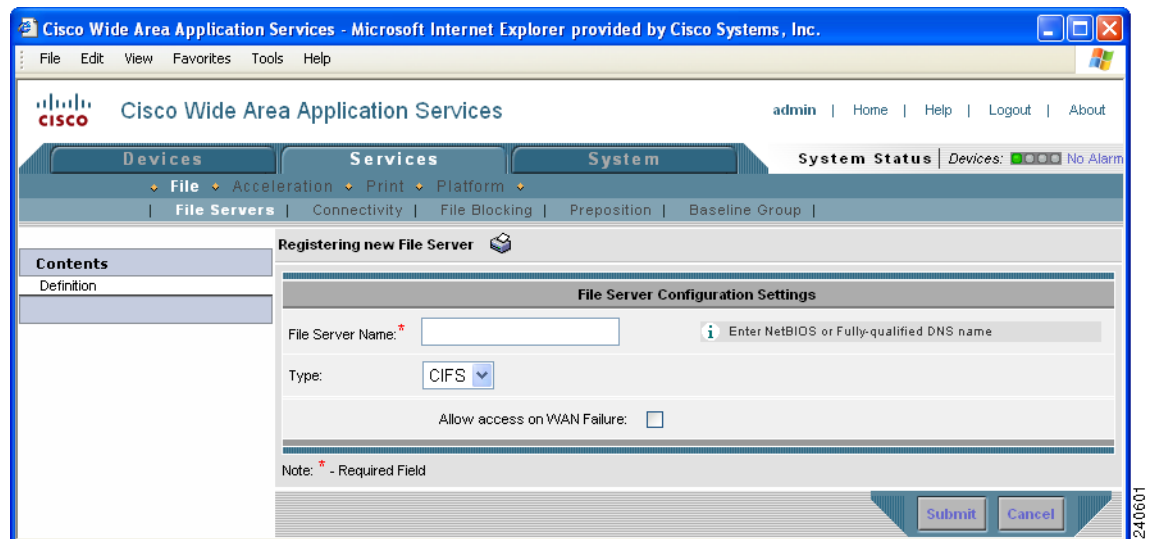 Cisco Wide Area Application Services - Microsoft Internet Explorer provided by Cisco Systems, Inc.
File Edit View Favorites Tools Help
CISCO Cisco Wide Area Application Services admin | Home | Help | Logout | About
Devices Services System System Status | Devices: No Alarm
File Acceleration Print Platform
| File Servers | Connectivity | File Blocking | Preposition | Baseline Group |
Registering new File Server
Contents
Definition
File Server Configuration Settings
File Server Name:* i Enter NetBIOS or Fully-qualified DNS name
Type: CIFS
Allow access on WAN Failure:
Note: * - Required Field
Submit Cancel
240601